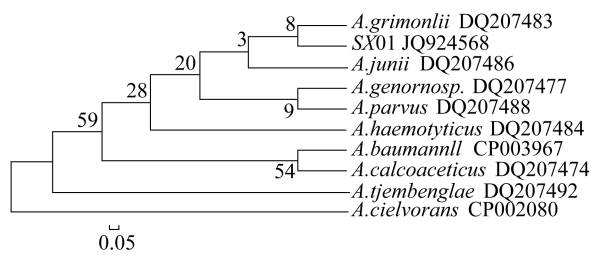 A.grimonlii DQ207483
8
SX01 JQ924568
3
A.junii DQ207486
20
A.genornosp. DQ207477
28
9
A.parvus DQ207488
59
A.haemotyticus DQ207484
A.baumannll CP003967
54
A.calcoaceticus DQ207474
A.tjembenglae DQ207492
A.cielvorans CP002080
0.05